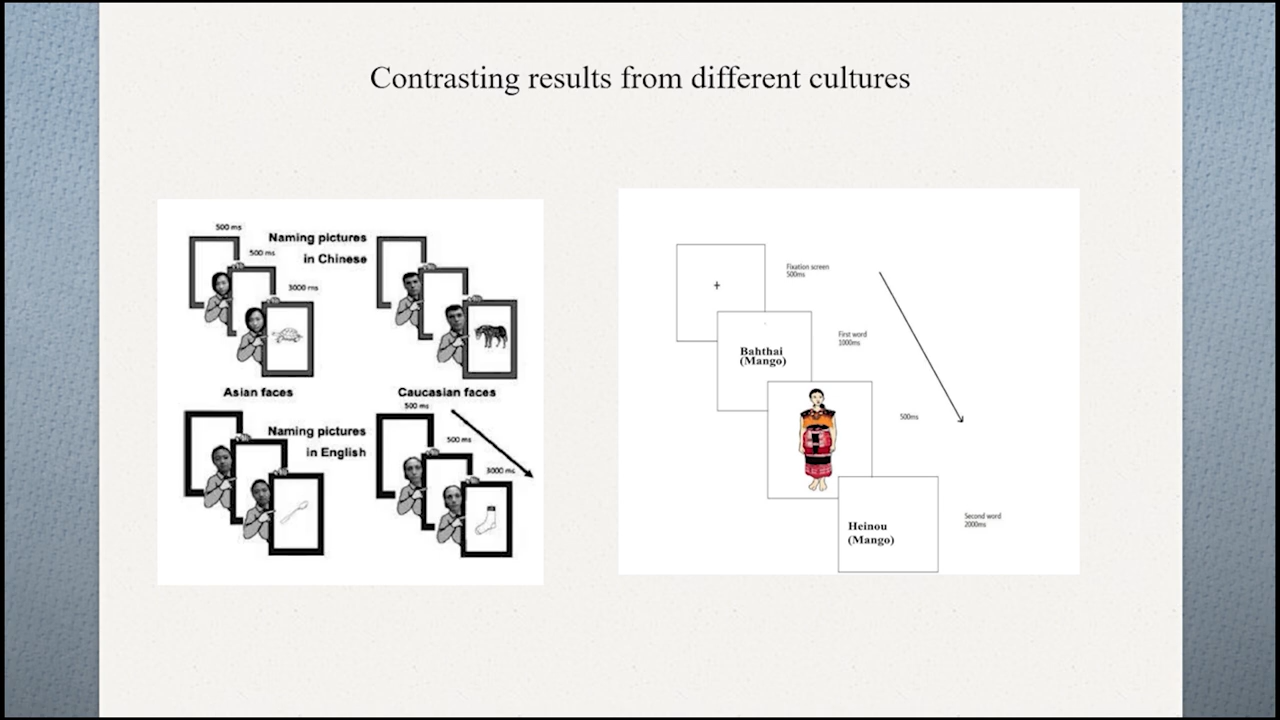 Contrasting results from different cultures
500 ms
Naming pictures
500 ms
in Chinese
3000 ms
Asian faces
Caucasian faces
500 ms
Naming pictures
500 ms
in English
3000 ms
+
Fixation screen
500ms
Bahthai
(Mango)
First word
1000ms
500ms
Heinou
(Mango)
Second word
2000ms